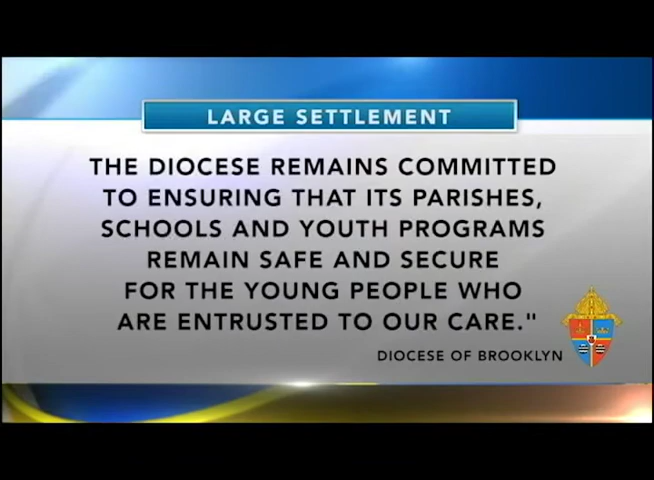 LARGE SETTLEMENT
THE DIOCESE REMAINS COMMITTED
TO ENSURING THAT ITS PARISHES,
SCHOOLS AND YOUTH PROGRAMS
REMAIN SAFE AND SECURE
FOR THE YOUNG PEOPLE WHO
ARE ENTRUSTED TO OUR CARE."
DIOCESE OF BROOKLYN